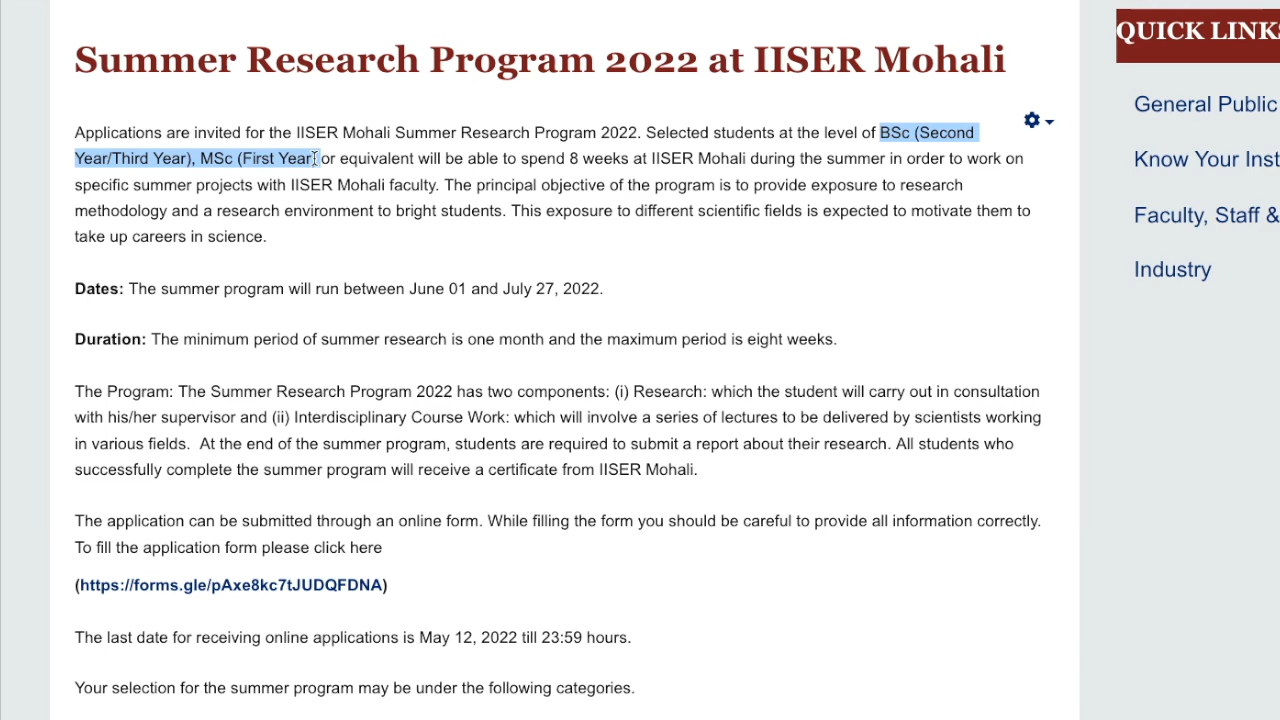 Summer Research Program 2022 at IISER Mohali
QUICK LINKS
Applications are invited for the IISER Mohali Summer Research Program 2022. Selected students at the level of BSc (Second
Year/Third Year), MSc (First Year) or equivalent will be able to spend 8 weeks at IISER Mohali during the summer in order to work on
specific summer projects with IISER Mohali faculty. The principal objective of the program is to provide exposure to research
methodology and a research environment to bright students. This exposure to different scientific fields is expected to motivate them to
take up careers in science.
Dates: The summer program will run between June 01 and July 27, 2022.
Duration: The minimum period of summer research is one month and the maximum period is eight weeks.
The Program: The Summer Research Program 2022 has two components: (i) Research: which the student will carry out in consultation
with his/her supervisor and (ii) Interdisciplinary Course Work: which will involve a series of lectures to be delivered by scientists working
in various fields. At the end of the summer program, students are required to submit a report about their research. All students who
successfully complete the summer program will receive a certificate from IISER Mohali.
The application can be submitted through an online form. While filling the form you should be careful to provide all information correctly.
To fill the application form please click here
(https://forms.gle/pAxe8kc7tJUDQFDNA)
The last date for receiving online applications is May 12, 2022 till 23:59 hours.
Your selection for the summer program may be under the following categories.
General Public
Know Your Inst
Faculty, Staff &
Industry